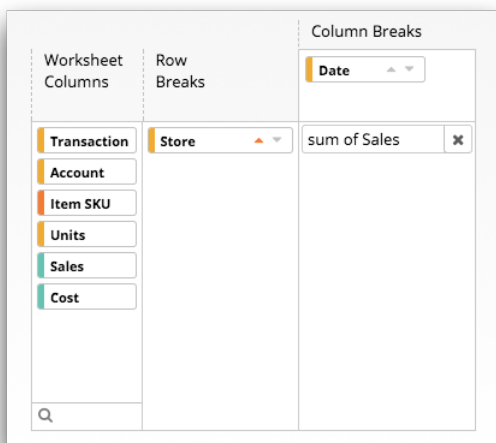 Column Breaks
Worksheet
Columns
Row
Breaks
Date
Transaction
Store
sum of Sales
Account
Item SKU
Units
Sales
Cost